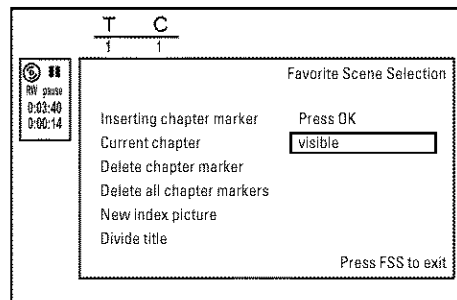 T C
1 1
RW pause
0:03:40
0:00:14
Favorite Scene Selection
Inserting chapter marker Press OK
Current chapter visible
Delete chapter marker
Delete all chapter markers
New index picture
Divide title
Press FSS to exit